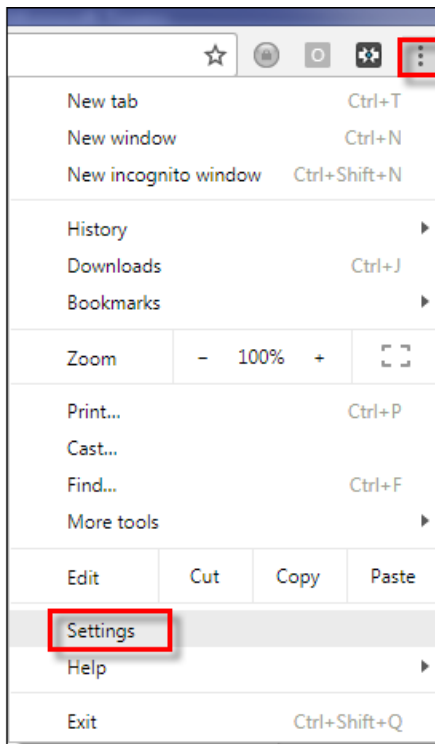 O
New tab Ctrl+T
New window Ctrl+N
New incognito window Ctrl+Shift+N
History
Downloads Ctrl+J
Bookmarks
Zoom - 100% +
Print... Ctrl+P
Cast...
Find... Ctrl+F
More tools
Edit Cut Copy Paste
Settings
Help
Exit Ctrl+Shift+Q